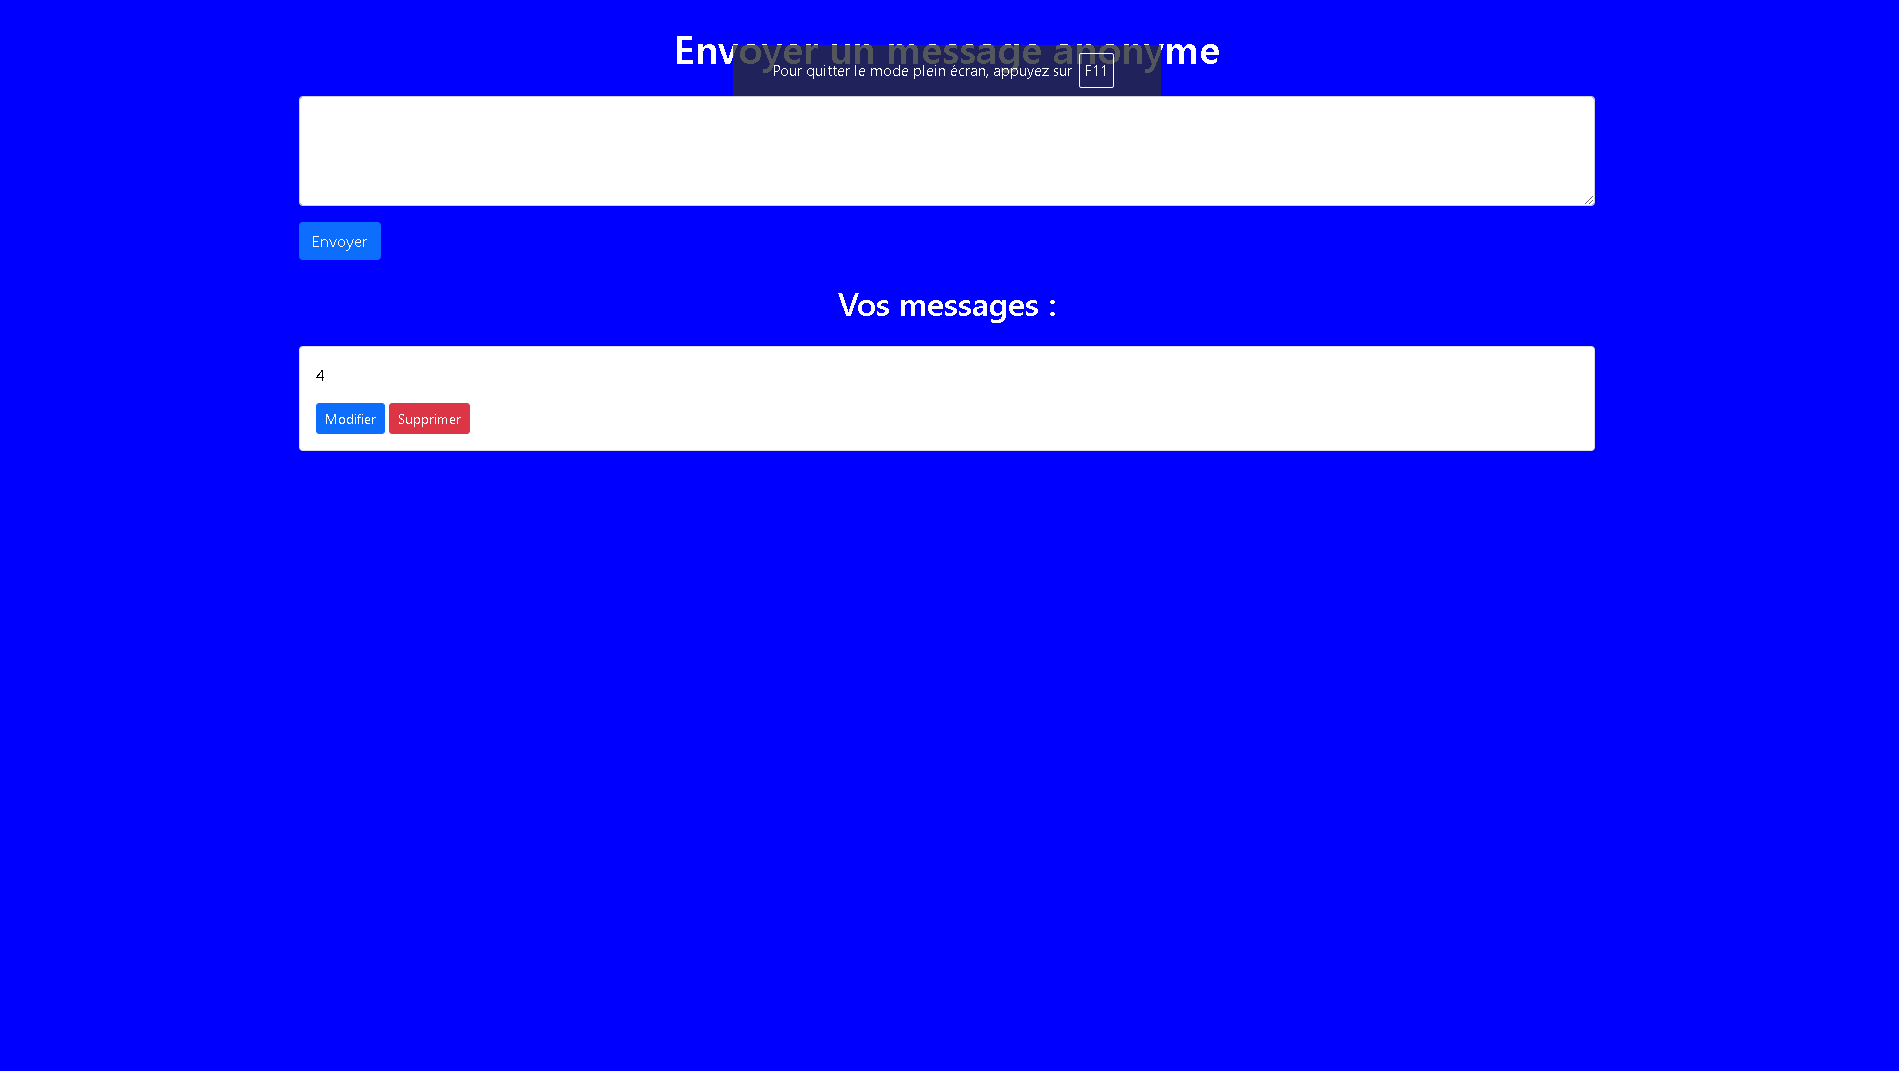 Envoyer un message anonyme
Pour quitter le mode plein écran, appuyez sur F11
Envoyer
Vos messages :
4
Modifier Supprimer